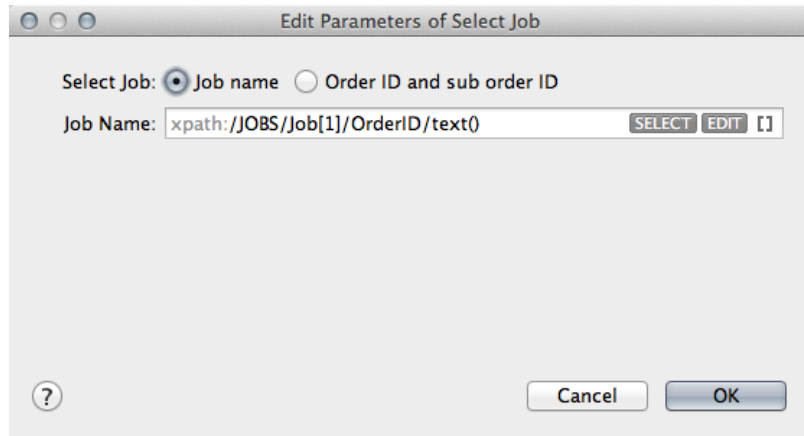 Edit Parameters of Select Job
Select Job: Job name Order ID and sub order ID
Job Name: xpath:/JOBS/Job[1]/OrderID/text() SELECT EDIT []
? Cancel OK